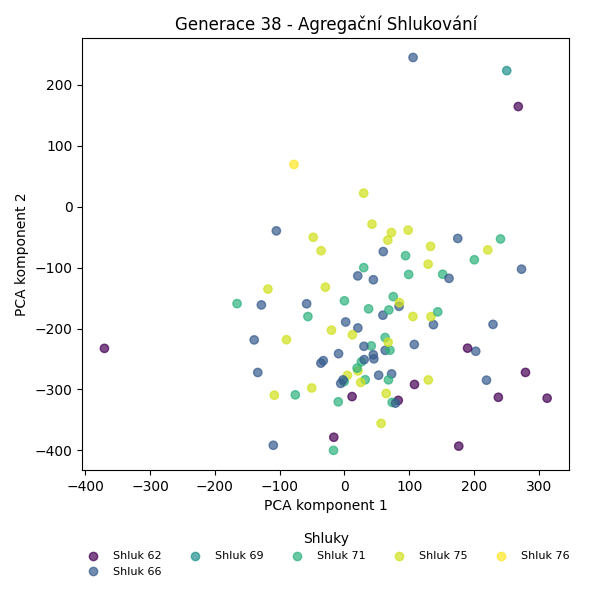 Generace 38 - Agregační Shlukování
PCA komponent 2
200
100
0
−100
−200
−300
−400
−400 −300 −200 −100 0 100 200 300
PCA komponent 1
Shluky
Shluk 62 Shluk 69 Shluk 71 Shluk 75 Shluk 76
Shluk 66